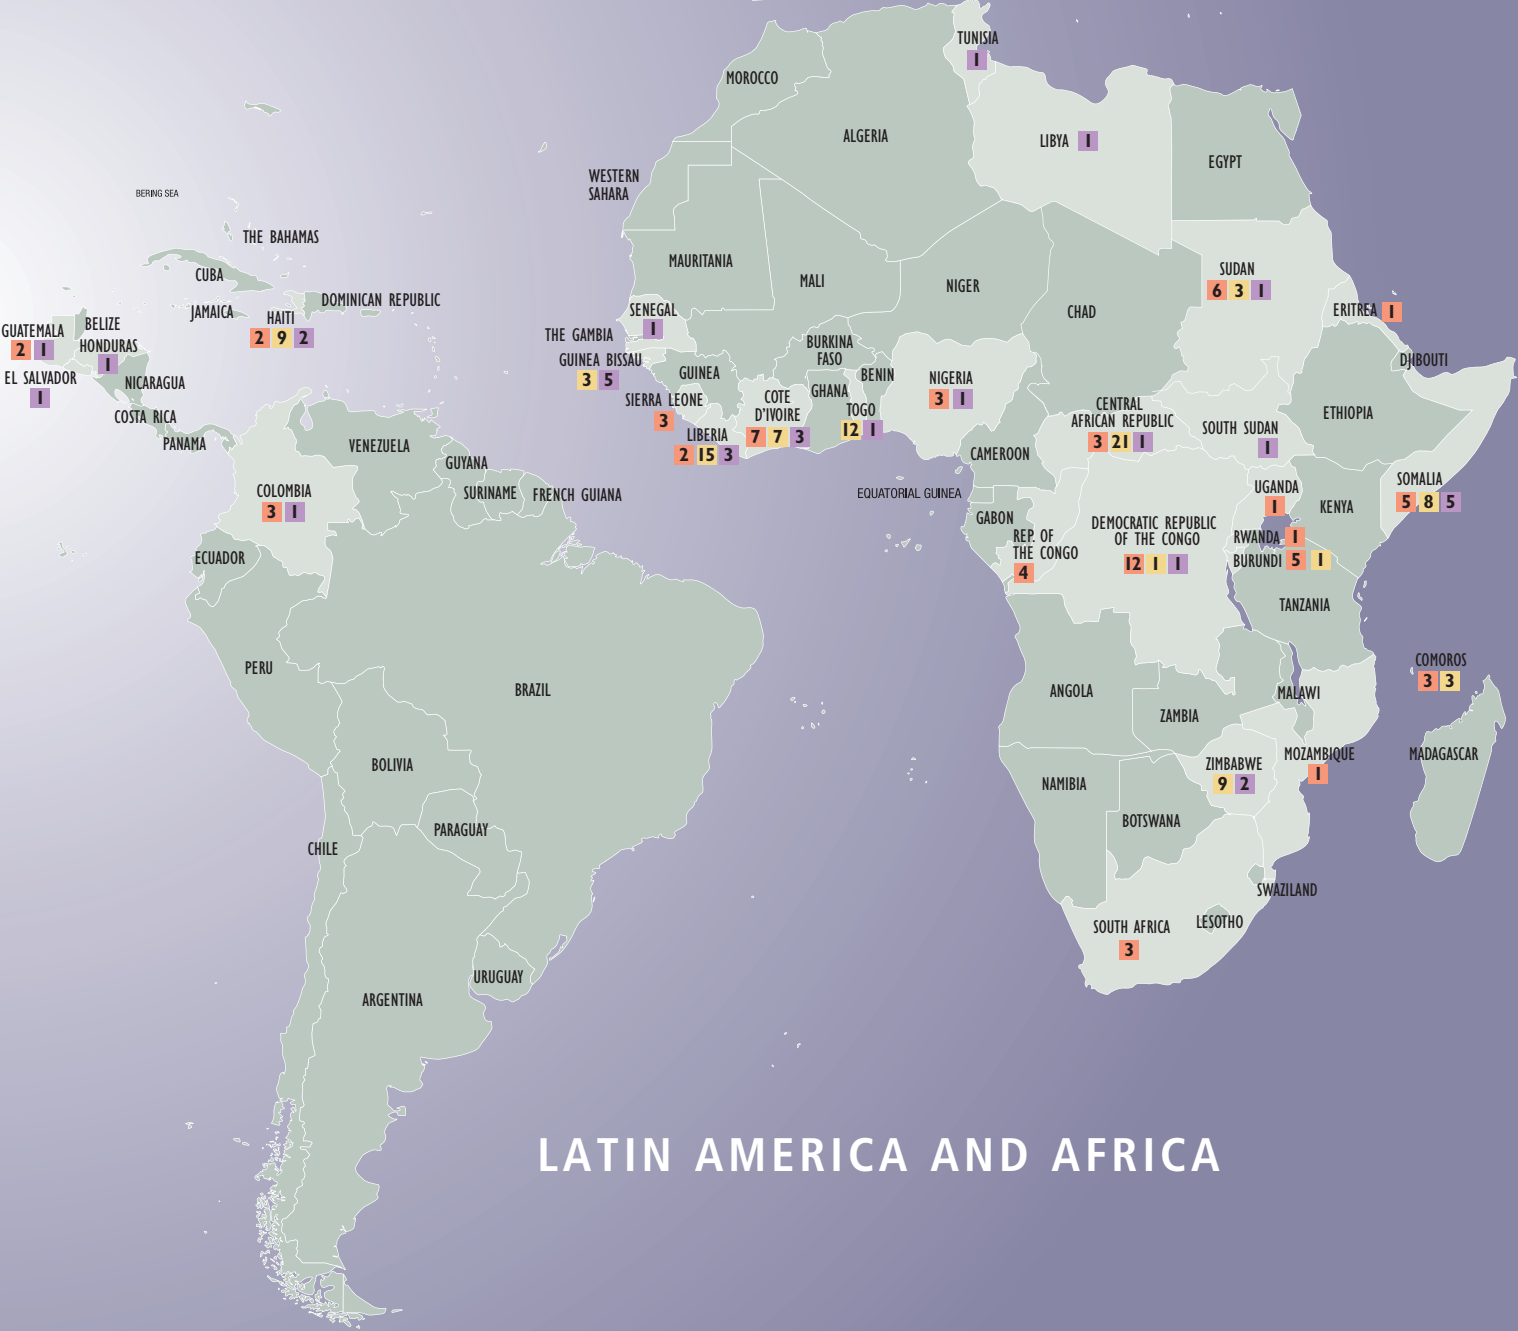 TUNISIA
1
MOROCCO
ALGERIA
LIBYA 1
EGYPT
WESTERN
SAHARA
BERING SEA
THE BAHAMAS
CUBA
MAURITANIA
MALI
NIGER
CHAD
SUDAN
6 3 1
DOMINICAN REPUBLIC
JAMAICA
HAITI
2 9 2
GUATEMALA
2 1
BELIZE
HONDURAS
1
EL SALVADOR
1
NICARAGUA
COSTA RICA
PANAMA
SENEGAL
1
THE GAMBIA
GUINEA BISSAU
3 5
GUINEA
SIERRA LEONE
3
LIBERIA
2 15 3
COTE
D'IVOIRE
7 7 3
BURKINA
FASO
GHANA
BENIN
TOGO
12 1
NIGERIA
3 1
ERITREA 1
DJIBOUTI
ETHIOPIA
CENTRAL
AFRICAN REPUBLIC
3 21 1
SOUTH SUDAN
1
CAMEROON
EQUATORIAL GUINEA
GABON
REP. OF
THE CONGO
4
DEMOCRATIC REPUBLIC
OF THE CONGO
12 1 1
UGANDA
1
KENYA
SOMALIA
5 8 5
RWANDA 1
BURUNDI 5 1
TANZANIA
VENEZUELA
GUYANA
SURINAME
FRENCH GUIANA
COLOMBIA
3 1
ECUADOR
PERU
BRAZIL
BOLIVIA
PARAGUAY
CHILE
URUGUAY
ARGENTINA
ANGOLA
ZAMBIA
MALAWI
COMOROS
3 3
MOZAMBIQUE
1
MADAGASCAR
ZIMBABWE
9 2
NAMIBIA
BOTSWANA
SWAZILAND
LESOTHO
SOUTH AFRICA
3
LATIN AMERICA AND AFRICA